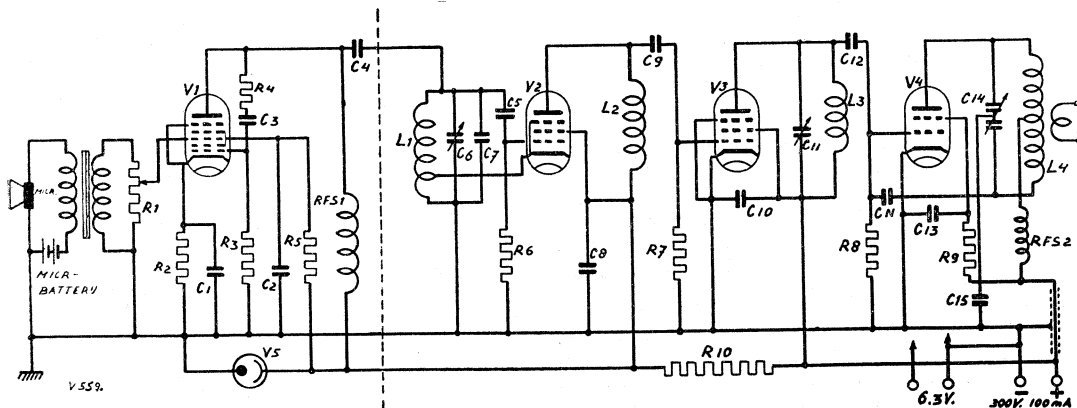 V1
R4
C3
C4
MICR.
R1
MICR-
BATTERY
R2
C1
R3
C2
R5
RFS1
V5
V559.
L1
C6
C7
C5
R6
V2
C8
L2
C9
R7
V3
C10
C11
L3
C12
R8
V4
CN
C13
R9
C14
C15
L4
RFS2
R10
6.3V.
300V. 100mA
- +